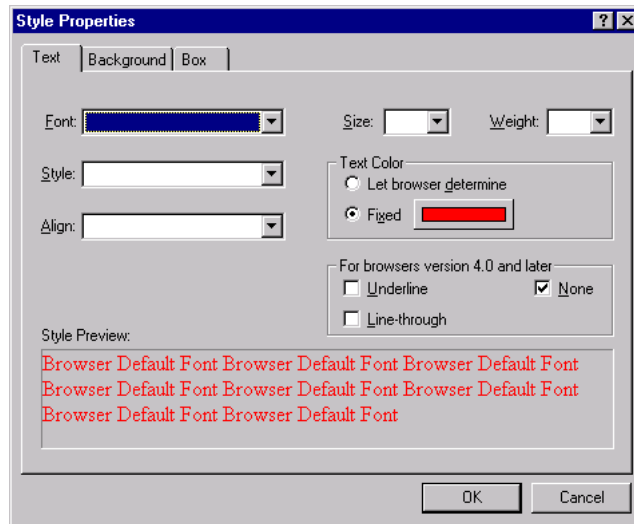 Style Properties
Text Background Box
Font: Size: Weight:
Style: Text Color
Let browser determine
Align: Fixed
For browsers version 4.0 and later
Underline None
Line-through
Style Preview:
Browser Default Font Browser Default Font Browser Default Font
Browser Default Font Browser Default Font Browser Default Font
Browser Default Font Browser Default Font
OK Cancel